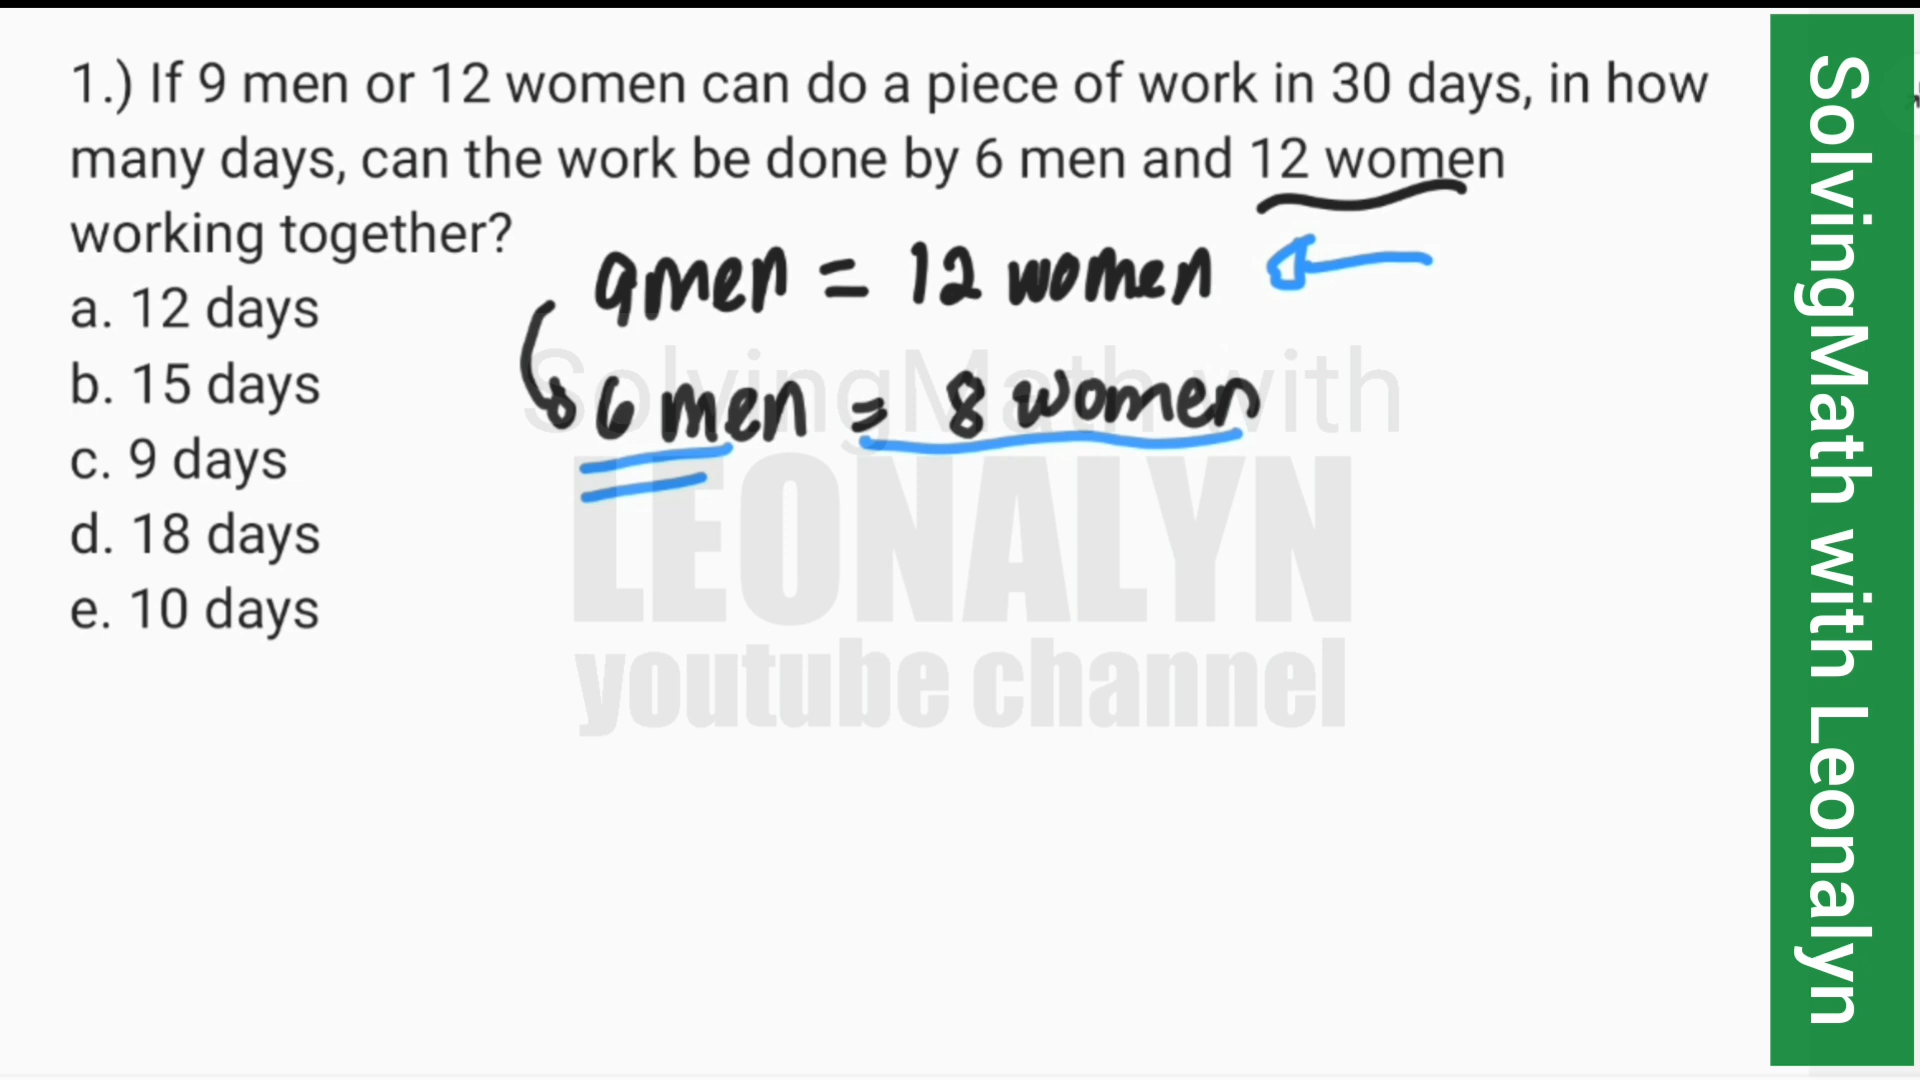 1.) If 9 men or 12 women can do a piece of work in 30 days, in how
many days, can the work be done by 6 men and 12 women
working together?
9men = 12 women
a. 12 days
b. 15 days
6 men = 8 women
c. 9 days
d. 18 days
e. 10 days
SolvingMath with
LEONALYN
youtube channel
SolvingMath with Leonalyn